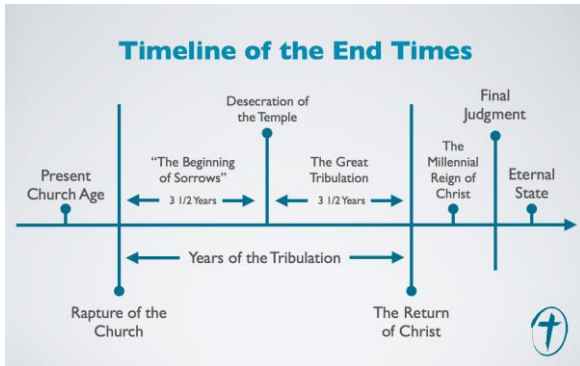 Timeline of the End Times
Desecration of
the Temple
Final
Judgment
Present
Church Age
“The Beginning
of Sorrows”
3 1/2 Years
The Great
Tribulation
3 1/2 Years
The
Millennial
Reign of
Christ
Eternal
State
Years of the Tribulation
Rapture of the
Church
The Return
of Christ